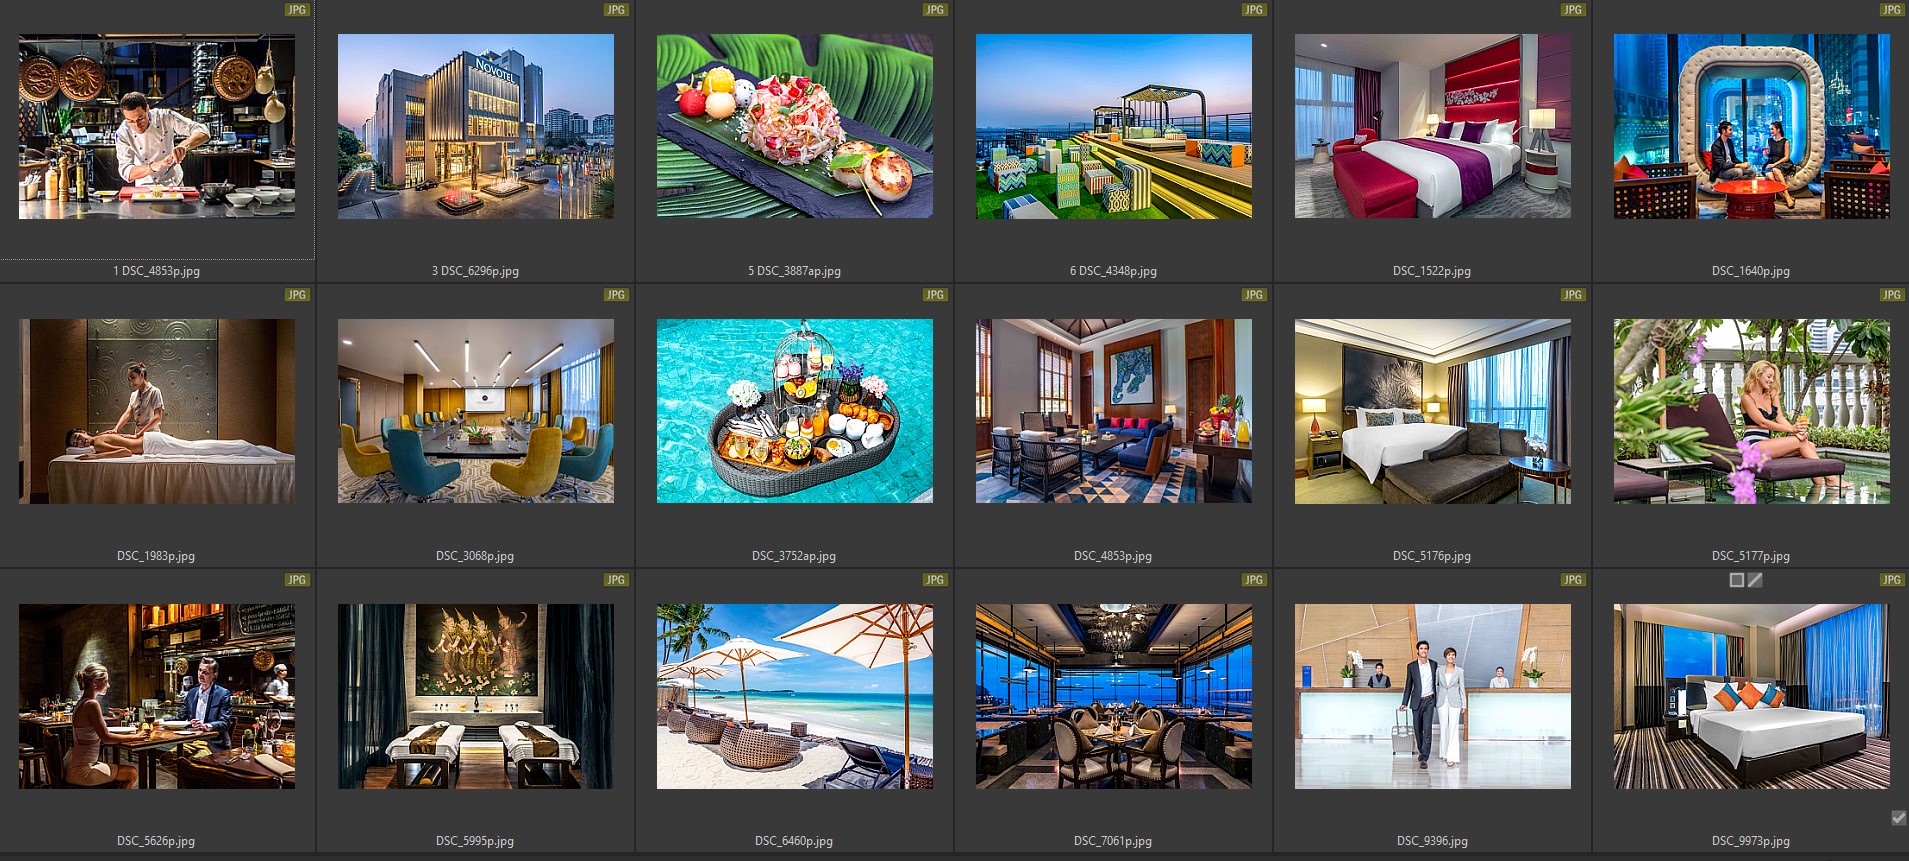 JPG JPG JPG JPG JPG JPG
NOVOTEL
1 DSC_4853p.jpg 3 DSC_6296p.jpg 5 DSC_3887ap.jpg 6 DSC_4348p.jpg DSC_1522p.jpg DSC_1640p.jpg
JPG JPG JPG JPG JPG JPG
DSC_1983p.jpg DSC_3068p.jpg DSC_3752ap.jpg DSC_4853p.jpg DSC_5176p.jpg DSC_5177p.jpg
JPG JPG JPG JPG JPG JPG
DSC_5626p.jpg DSC_5995p.jpg DSC_6460p.jpg DSC_7061p.jpg DSC_9396.jpg DSC_9973p.jpg